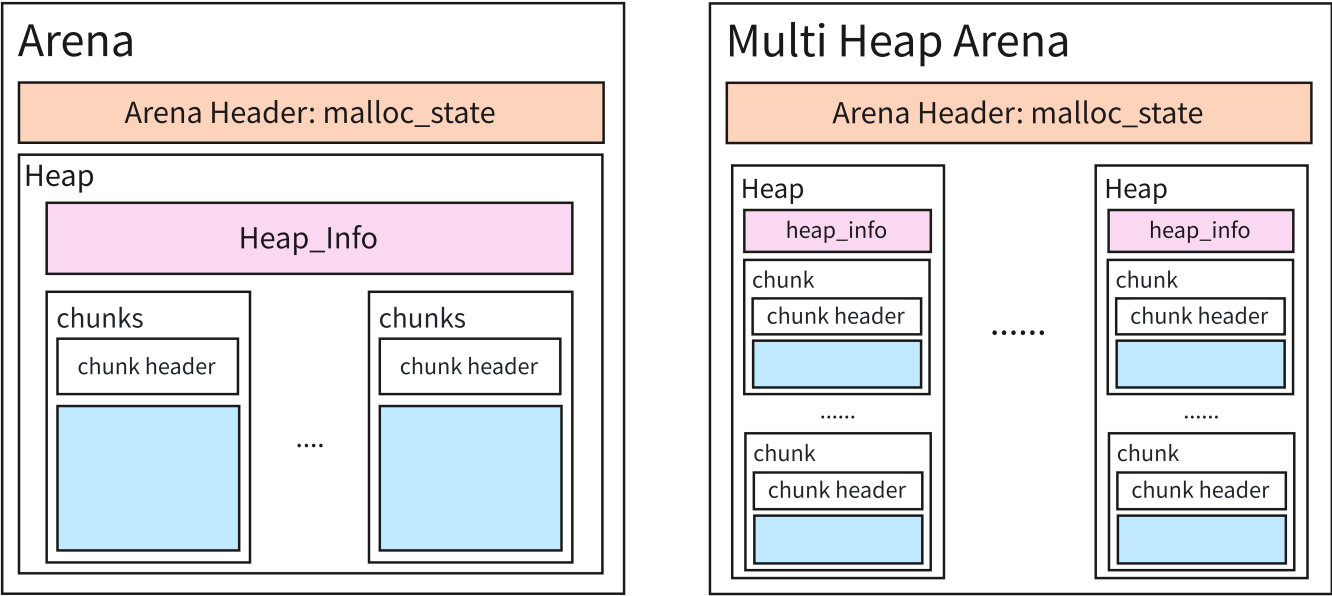 Arena
Arena Header: malloc_state
Heap
Heap_Info
chunks
chunk header
....
chunks
chunk header
Multi Heap Arena
Arena Header: malloc_state
Heap
heap_info
chunk
chunk header
......
chunk
chunk header
......
Heap
heap_info
chunk
chunk header
......
chunk
chunk header